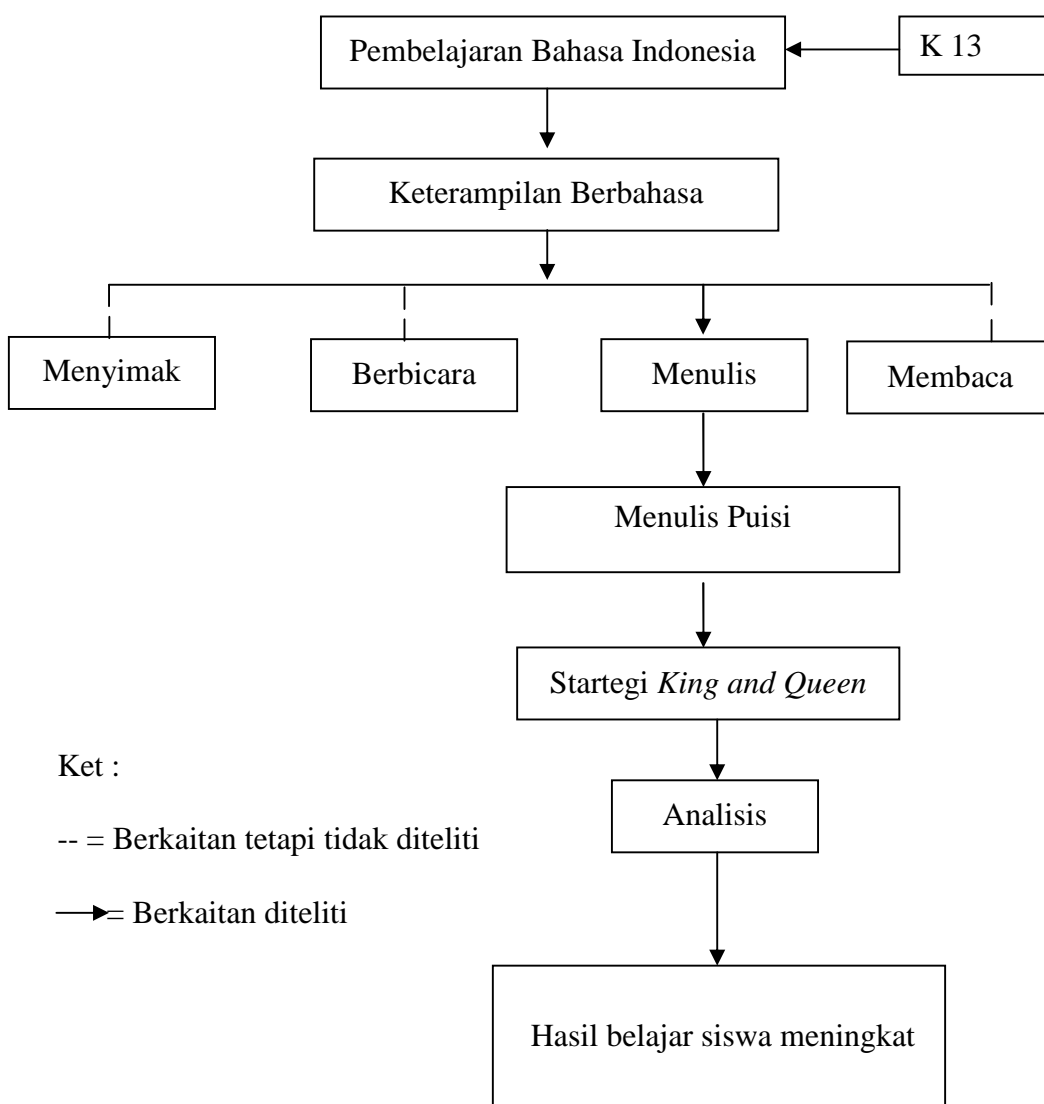 Pembelajaran Bahasa Indonesia
K 13
Keterampilan Berbahasa
Menyimak
Berbicara
Menulis
Membaca
Menulis Puisi
Startegi King and Queen
Analisis
Ket :
-- = Berkaitan tetapi tidak diteliti
= Berkaitan diteliti
Hasil belajar siswa meningkat